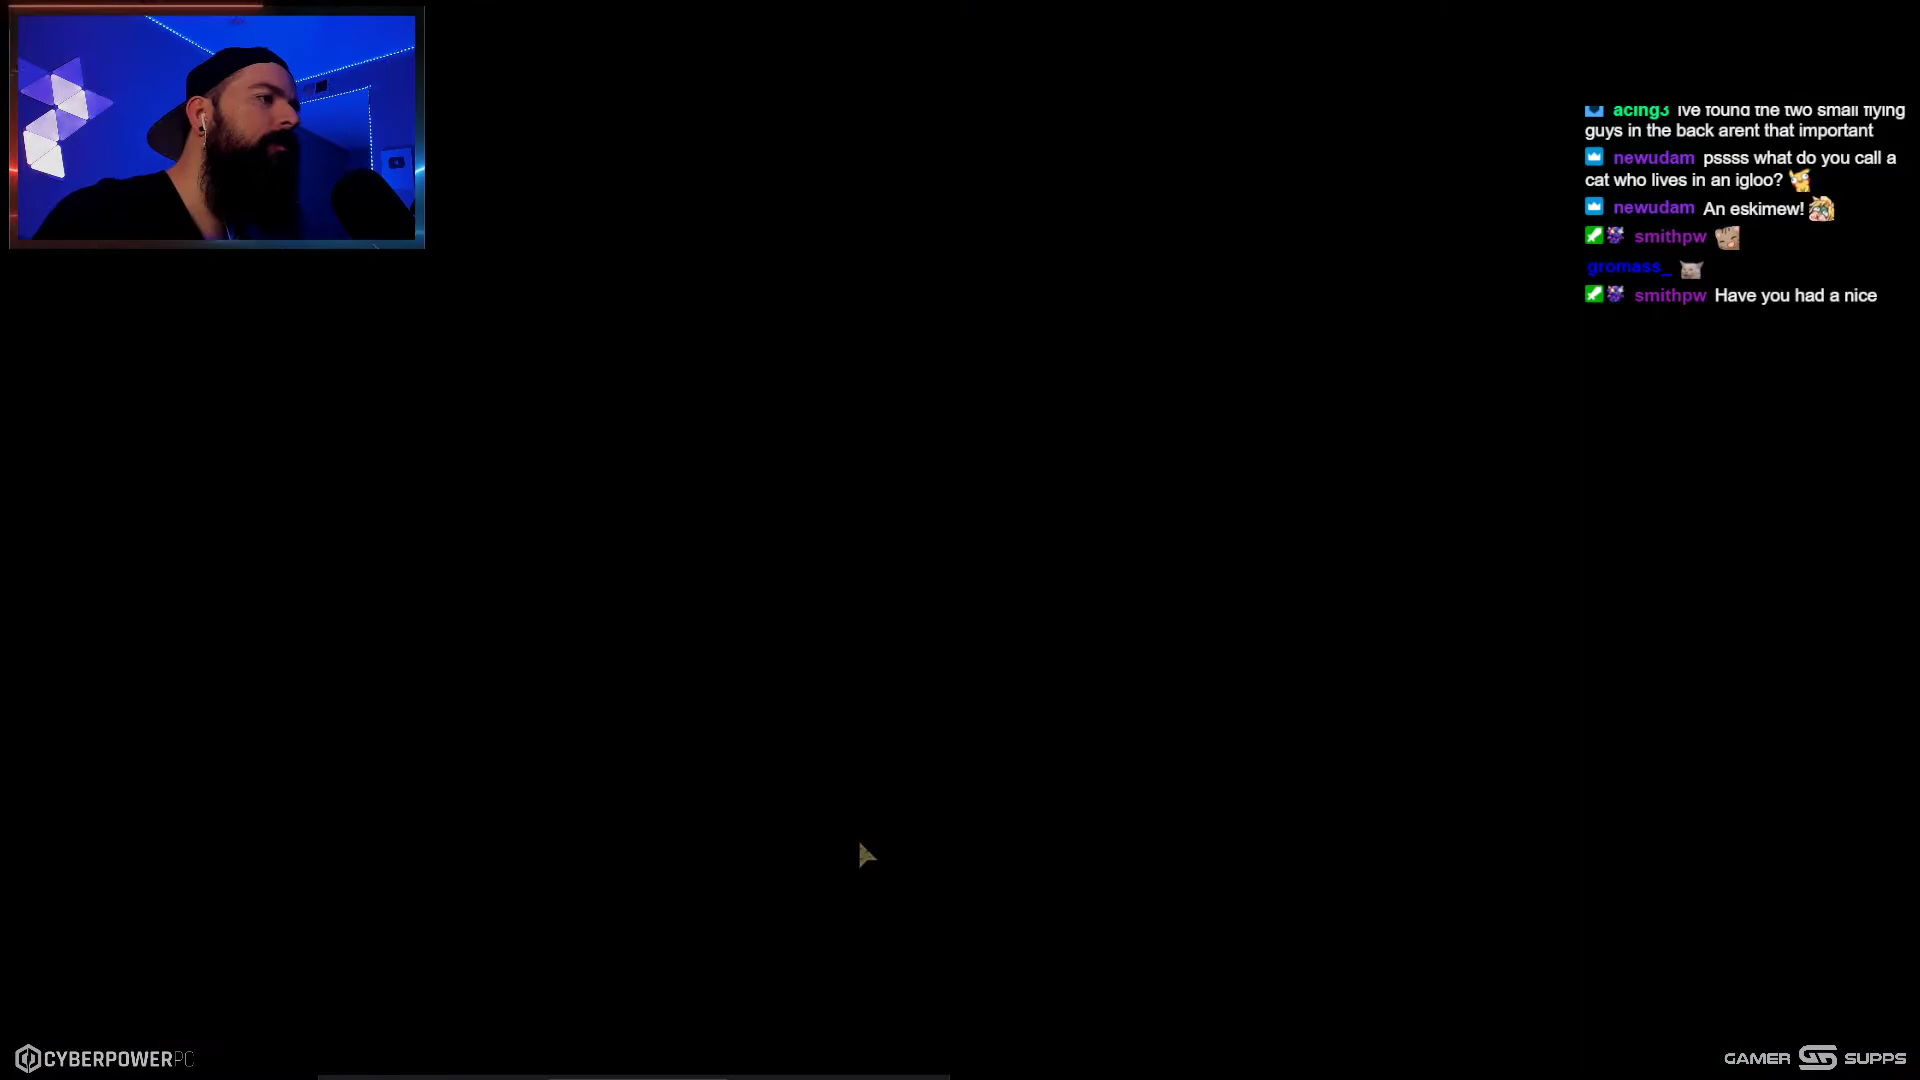 acing3 Ive found the two small flying
guys in the back arent that important
newudam pssss what do you call a
cat who lives in an igloo?
newudam An eskimew!
smithpw
gromass_
smithpw Have you had a nice
CYBERPOWERPC
GAMER SUPPS